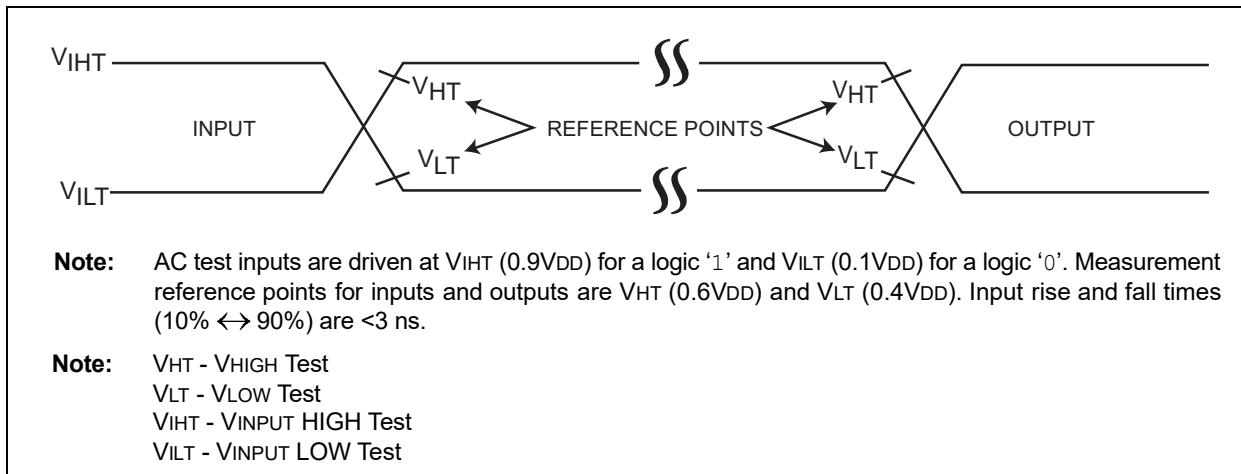 VIHT
VHT
VHT
INPUT
REFERENCE POINTS
OUTPUT
VLT
VLT
VILT
Note: AC test inputs are driven at VIHT (0.9VDD) for a logic ‘1’ and VILT (0.1VDD) for a logic ‘0’. Measurement
reference points for inputs and outputs are VHT (0.6VDD) and VLT (0.4VDD). Input rise and fall times
(10% ↔ 90%) are <3 ns.
Note: VHT - VHIGH Test
VLT - VLOW Test
VIHT - VINPUT HIGH Test
VILT - VINPUT LOW Test